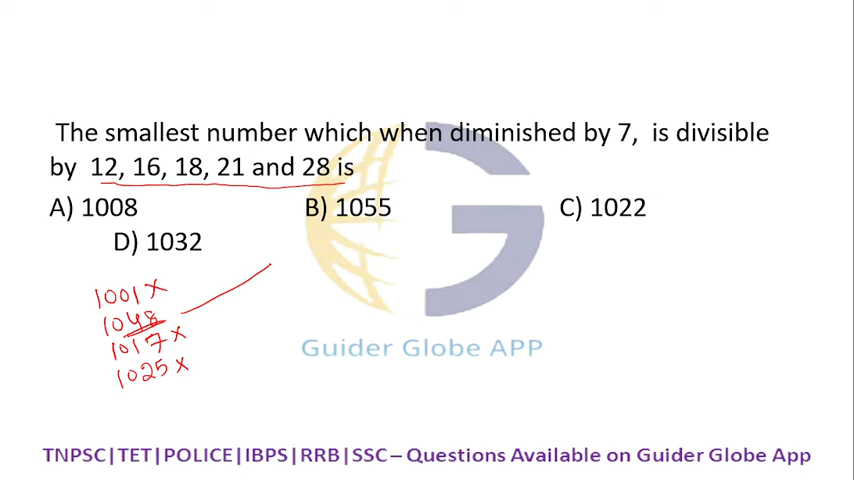 The smallest number which when diminished by 7, is divisible
by 12, 16, 18, 21 and 28 is
A) 1008 B) 1055 C) 1022
D) 1032
1001 x
1048
1017 x
1025 x
Guider Globe APP
TNPSC|TET|POLICE|IBPS|RRB|SSC – Questions Available on Guider Globe App